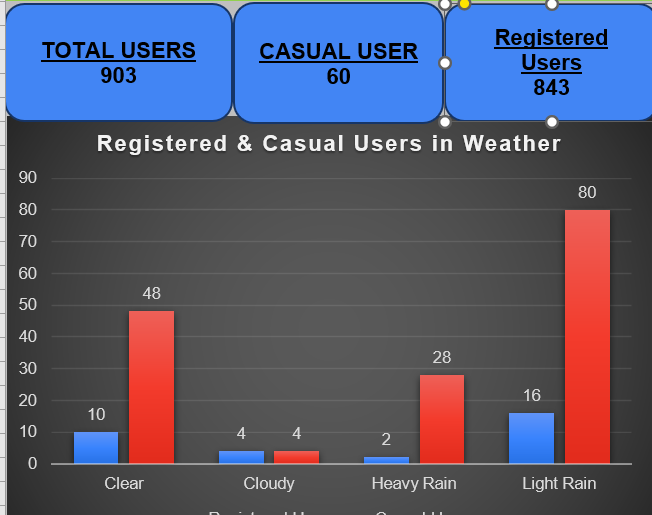 TOTAL USERS
903
CASUAL USER
60
Registered
Users
843
Registered & Casual Users in Weather
90
80
70
60
50
40
30
20
10
0
10
48
4
4
2
28
16
80
Clear
Cloudy
Heavy Rain
Light Rain